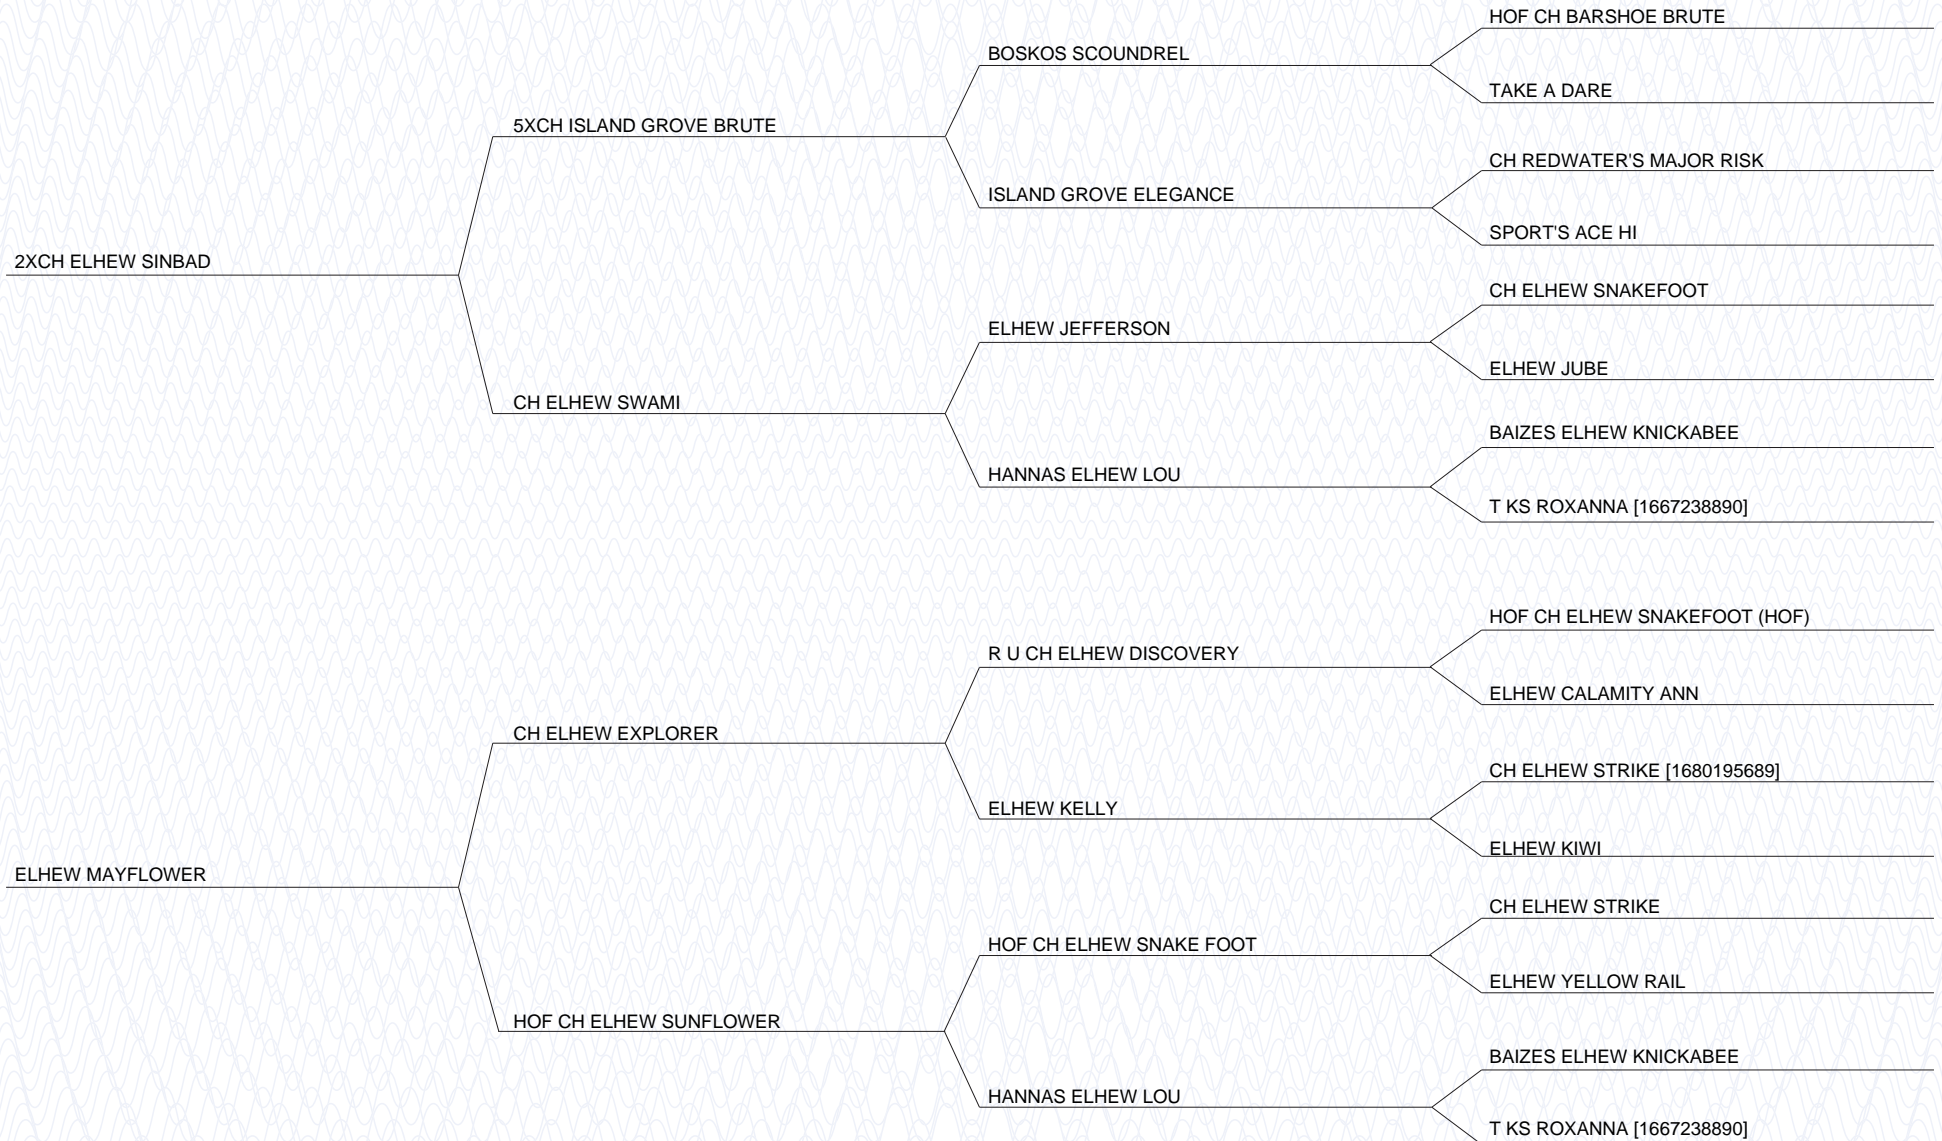 HOF CH BARSHOE BRUTE
BOSKOS SCOUNDREL
TAKE A DARE
5XCH ISLAND GROVE BRUTE
CH REDWATER'S MAJOR RISK
ISLAND GROVE ELEGANCE
SPORT'S ACE HI
2XCH ELHEW SINBAD
CH ELHEW SNAKEFOOT
ELHEW JEFFERSON
ELHEW JUBE
CH ELHEW SWAMI
BAIZES ELHEW KNICKABEE
HANNAS ELHEW LOU
T KS ROXANNA [1667238890]
HOF CH ELHEW SNAKEFOOT (HOF)
R U CH ELHEW DISCOVERY
ELHEW CALAMITY ANN
CH ELHEW EXPLORER
CH ELHEW STRIKE [1680195689]
ELHEW KELLY
ELHEW KIWI
ELHEW MAYFLOWER
CH ELHEW STRIKE
HOF CH ELHEW SNAKE FOOT
ELHEW YELLOW RAIL
HOF CH ELHEW SUNFLOWER
BAIZES ELHEW KNICKABEE
HANNAS ELHEW LOU
T KS ROXANNA [1667238890]